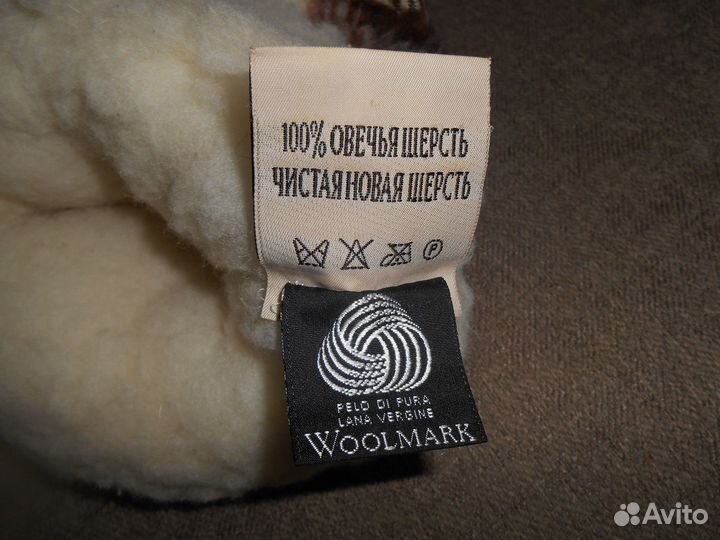 100% ОВЕЧЬЯ ШЕРСТЬ
ЧИСТАЯ НОВАЯ ШЕРСТЬ
P
PELO DI PURA
LANA VERGINE
WOOLMARK
Avito